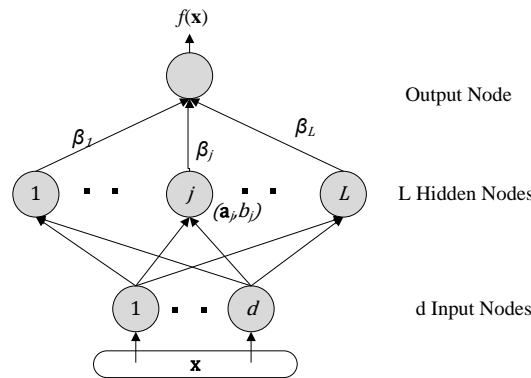 f(x)
Output Node
β1 βj βL
1 j L L Hidden Nodes
(aj,bj)
1 d d Input Nodes
x